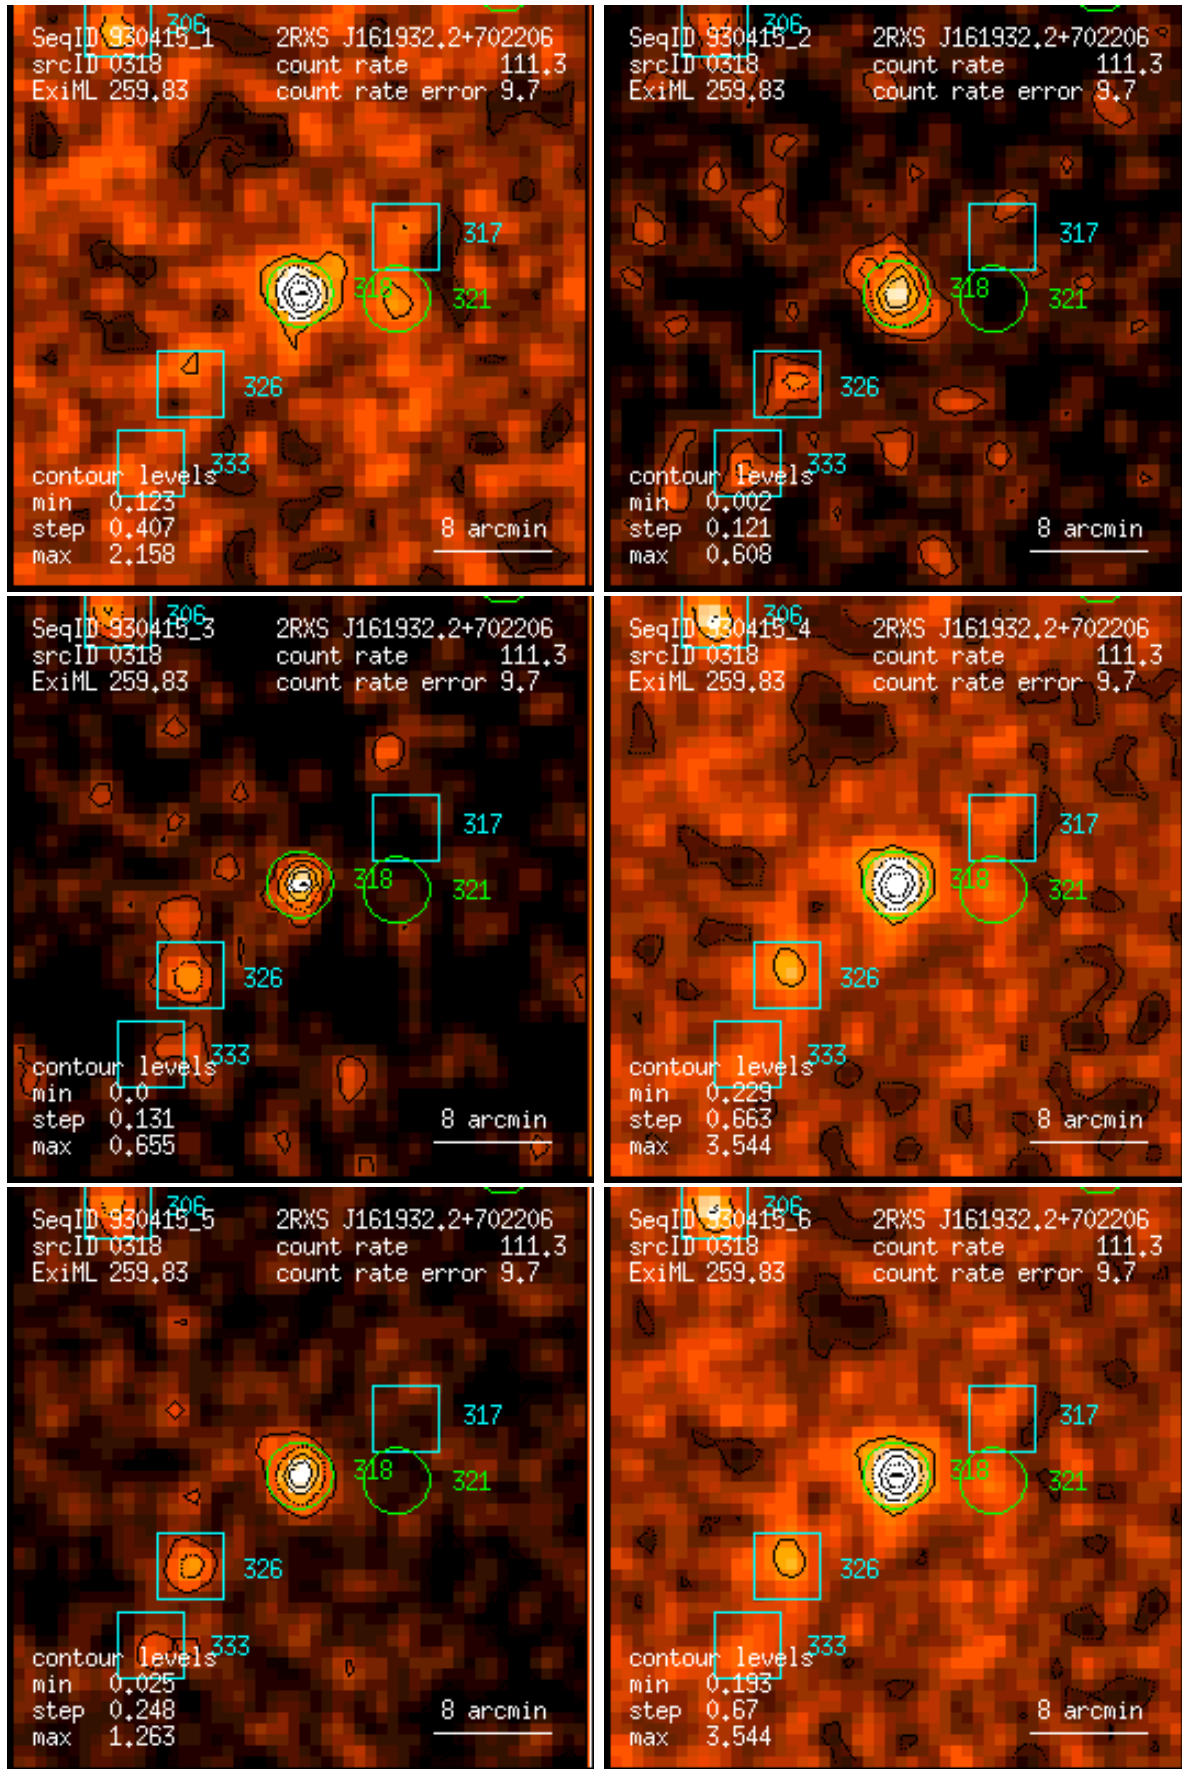 306
SeqID 930415_1 2RXS J161932.2+702206
srcID 0318 count rate 111.3
ExiML 259.83 count rate error 9.7
317
318
321
326
333
contour levels
min 0.123
step 0.407
max 2.158
8 arcmin
306
SeqID 930415_2 2RXS J161932.2+702206
srcID 0318 count rate 111.3
ExiML 259.83 count rate error 9.7
317
318
321
326
333
contour levels
min 0.002
step 0.121
max 0.608
8 arcmin
306
SeqID 930415_3 2RXS J161932.2+702206
srcID 0318 count rate 111.3
ExiML 259.83 count rate error 9.7
317
318
321
326
333
contour levels
min 0.0
step 0.131
max 0.655
8 arcmin
306
SeqID 930415_4 2RXS J161932.2+702206
srcID 0318 count rate 111.3
ExiML 259.83 count rate error 9.7
317
318
321
326
333
contour levels
min 0.229
step 0.663
max 3.544
8 arcmin
306
SeqID 930415_5 2RXS J161932.2+702206
srcID 0318 count rate 111.3
ExiML 259.83 count rate error 9.7
317
318
321
326
333
contour levels
min 0.025
step 0.248
max 1.263
8 arcmin
306
SeqID 930415_6 2RXS J161932.2+702206
srcID 0318 count rate 111.3
ExiML 259.83 count rate error 9.7
317
318
321
326
333
contour levels
min 0.193
step 0.67
max 3.544
8 arcmin